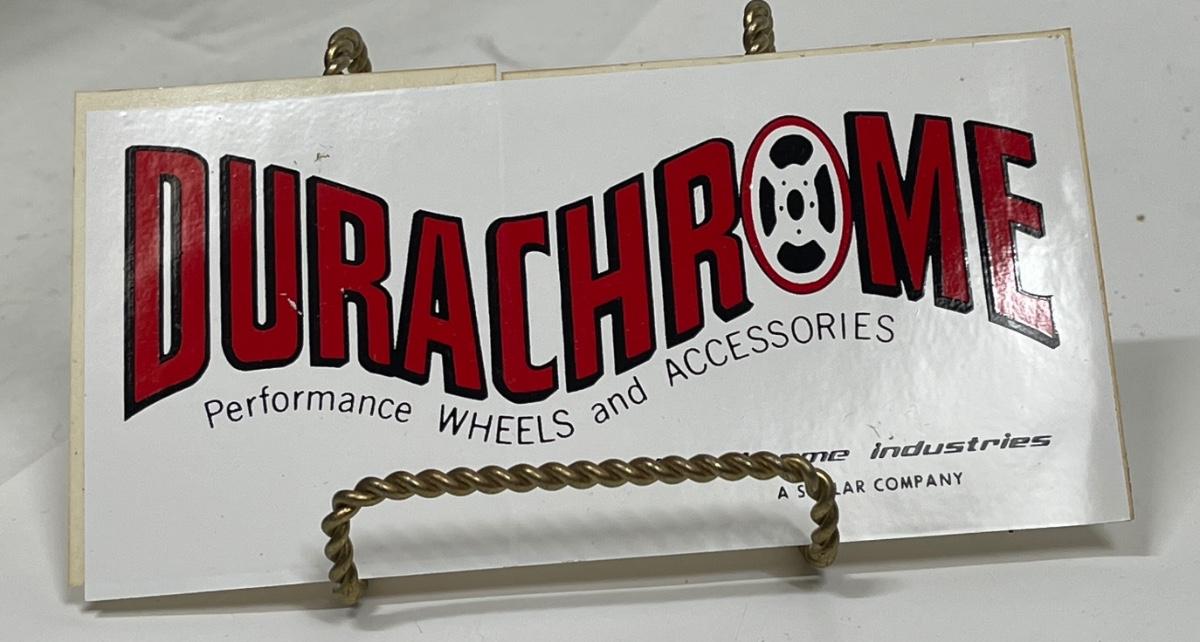 DURACHROME
Performance WHEELS and ACCESSORIES
industries
A COMPANY